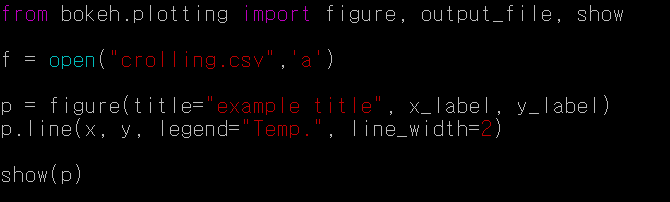 from bokeh.plotting import figure, output_file, show
f = open("crolling.csv",'a')
p = figure(title="example title", x_label, y_label)
p.line(x, y, legend="Temp.", line_width=2)
show(p)